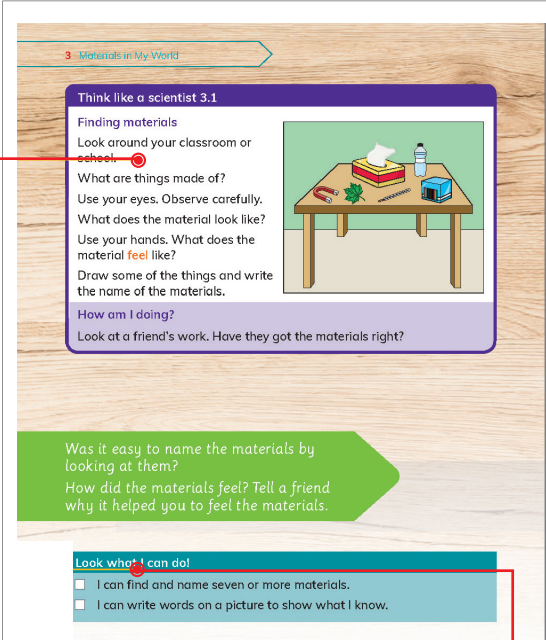 3 Materials in My World
Think like a scientist 3.1
Finding materials
Look around your classroom or
school.
What are things made of?
Use your eyes. Observe carefully.
What does the material look like?
Use your hands. What does the
material feel like?
Draw some of the things and write
the name of the materials.
How am I doing?
Look at a friend's work. Have they got the materials right?
Was it easy to name the materials by
looking at them?
How did the materials feel? Tell a friend
why it helped you to feel the materials.
Look what I can do!
I can find and name seven or more materials.
I can write words on a picture to show what I know.